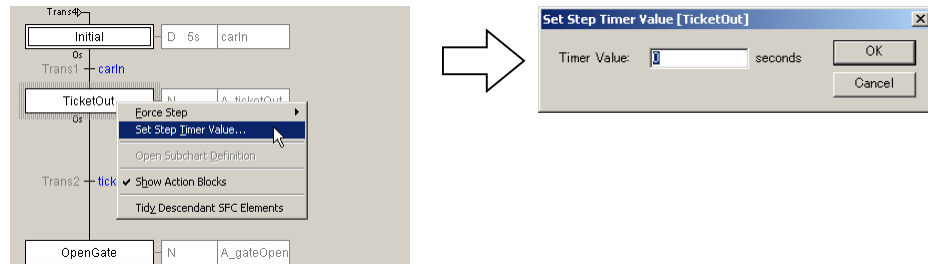 Trans4
Initial D 5s carIn
0s
Trans1 carIn
TicketOut N A_ticketOut
0s
Force Step
Set Step Timer Value...
Open Subchart Definition
Trans2 tick
Show Action Blocks
Tidy Descendant SFC Elements
OpenGate N A_gateOpen
Set Step Timer Value [TicketOut]
Timer Value: 0 seconds
OK
Cancel